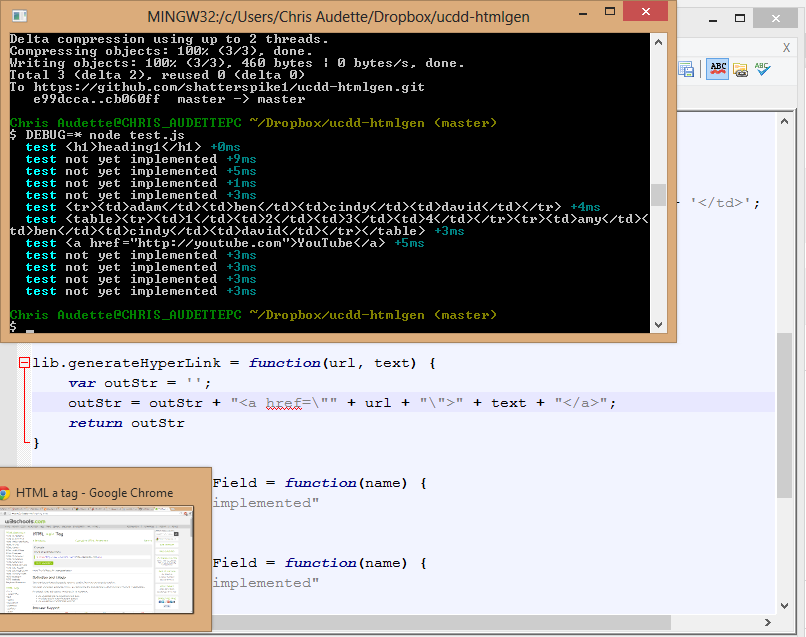 MINGW32:/c/Users/Chris Audette/Dropbox/ucdd-htmlgen
Delta compression using up to 2 threads.
Compressing objects: 100% (3/3), done.
Writing objects: 100% (3/3), 460 bytes | 0 bytes/s, done.
Total 3 (delta 2), reused 0 (delta 0)
To https://github.com/shatterspike1/ucdd-htmlgen.git
e99dcca..cb060ff master -> master
Chris Audette@CHRIS_AUDETTEPC ~/Dropbox/ucdd-htmlgen (master)
$ DEBUG=* node test.js
test <h1>heading1</h1> +0ms
test not yet implemented +9ms
test not yet implemented +5ms
test not yet implemented +1ms
test not yet implemented +3ms
test <tr><td>adam</td><td>ben</td><td>cindy</td><td>david</td></tr> +4ms
test <table><tr><td>1</td><td>2</td><td>3</td><td>4</td></tr><tr><td>amy</td><
td>ben</td><td>cindy</td><td>david</td></tr></table> +3ms
test <a href="http://youtube.com">YouTube</a> +5ms
test not yet implemented +3ms
test not yet implemented +3ms
test not yet implemented +3ms
test not yet implemented +3ms
Chris Audette@CHRIS_AUDETTEPC ~/Dropbox/ucdd-htmlgen (master)
$ _
ABC
ABC
'</td>';
lib.generateHyperLink = function(url, text) {
var outStr = '';
outStr = outStr + "<a href=\"" + url + "\">" + text + "</a>";
return outStr
}
Field = function(name) {
implemented"
Field = function(name) {
implemented"
HTML a tag - Google Chrome
w3schools.com
HTML <a> Tag